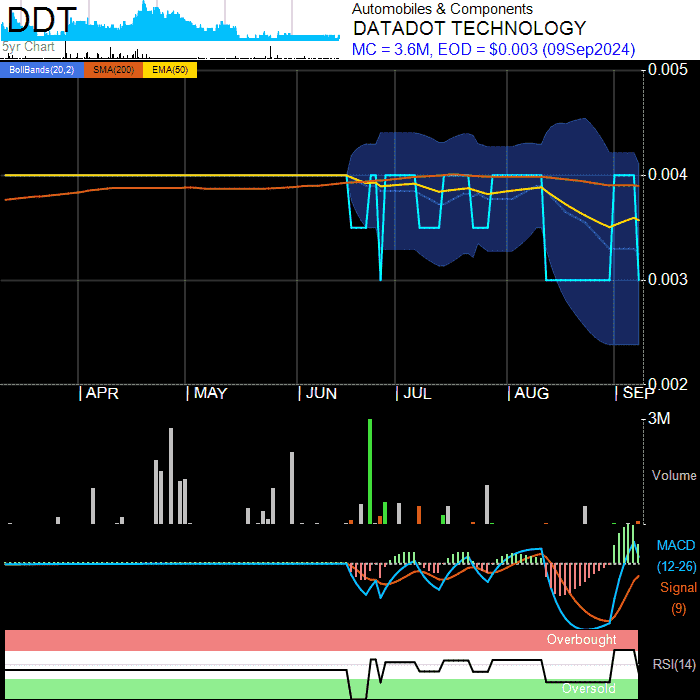 DDT
5yr Chart
Automobiles & Components
DATADOT TECHNOLOGY
MC = 3.6M, EOD = $0.003 (09Sep2024)
BollBands(20,2) SMA(200) EMA(50)
0.005
0.004
0.003
0.002
APR MAY JUN JUL AUG SEP
3M
Volume
MACD
(12-26)
Signal
(9)
Overbought
RSI(14)
Oversold